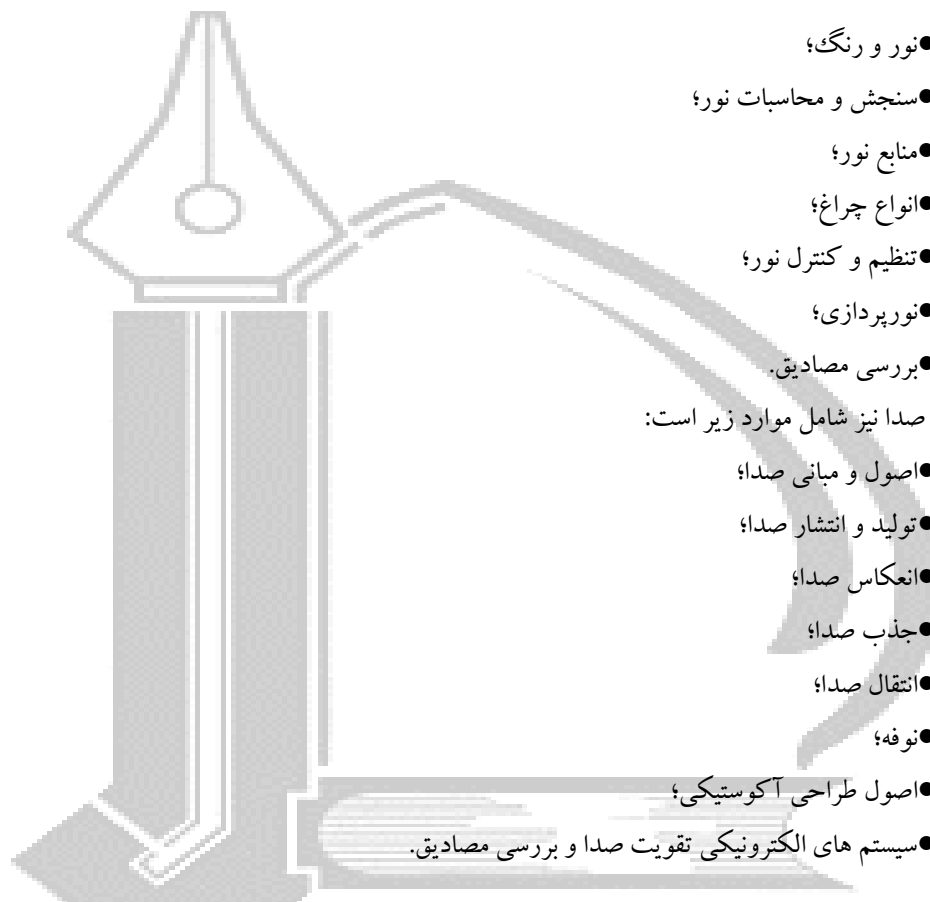 ●نور و رنگ؛
●سنجش و محاسبات نور؛
●منابع نور؛
●انواع چراغ؛
●تنظیم و کنترل نور؛
●نورپردازی؛
●بررسی مصادیق.
صدا نیز شامل موارد زیر است:
●اصول و مبانی صدا؛
●تولید و انتشار صدا؛
●انعکاس صدا؛
●جذب صدا؛
●انتقال صدا؛
●نوفه؛
●اصول طراحی آکوستیکی؛
●سیستم های الکترونیکی تقویت صدا و بررسی مصادیق.